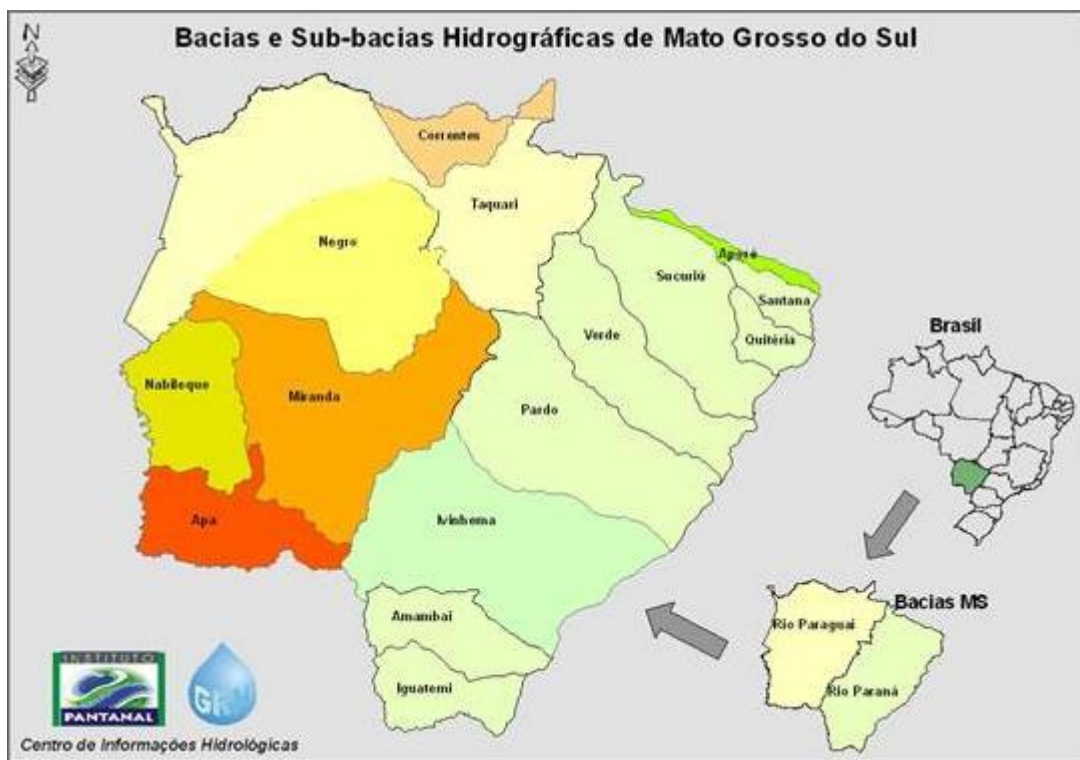 N
Bacias e Sub-bacias Hidrográficas de Mato Grosso do Sul
Correntes
Taquari
Negro
Aporé
Sucuriú
Santana
Verde
Quitéria
Nabileque
Miranda
Pardo
Apa
Ivinhema
Amambai
Iguatemi
Brasil
Bacias MS
Rio Paraguai
Rio Paraná
INSTITUTO
PANTANAL
Centro de Informações Hidrológicas